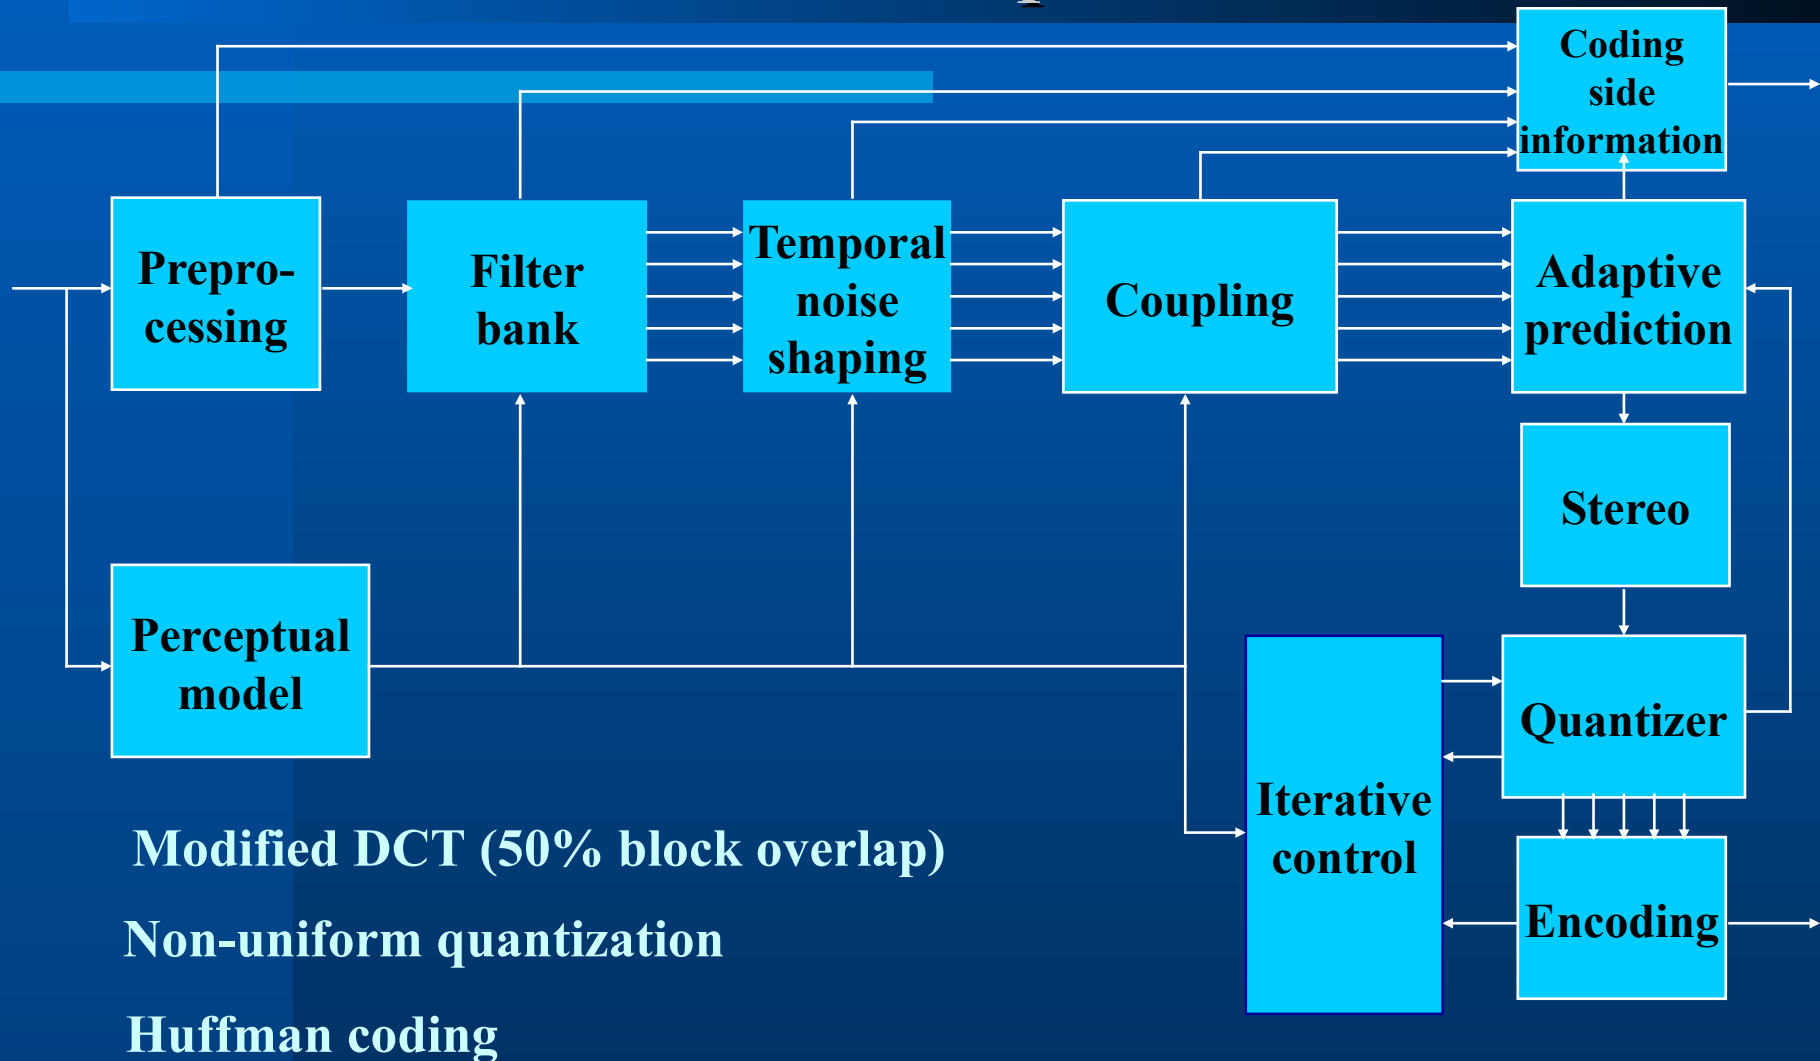 Coding
side
information
Prepro-
cessing
Filter
bank
Temporal
noise
shaping
Coupling
Adaptive
prediction
Stereo
Perceptual
model
Quantizer
Iterative
control
Encoding
Modified DCT (50% block overlap)
Non-uniform quantization
Huffman coding